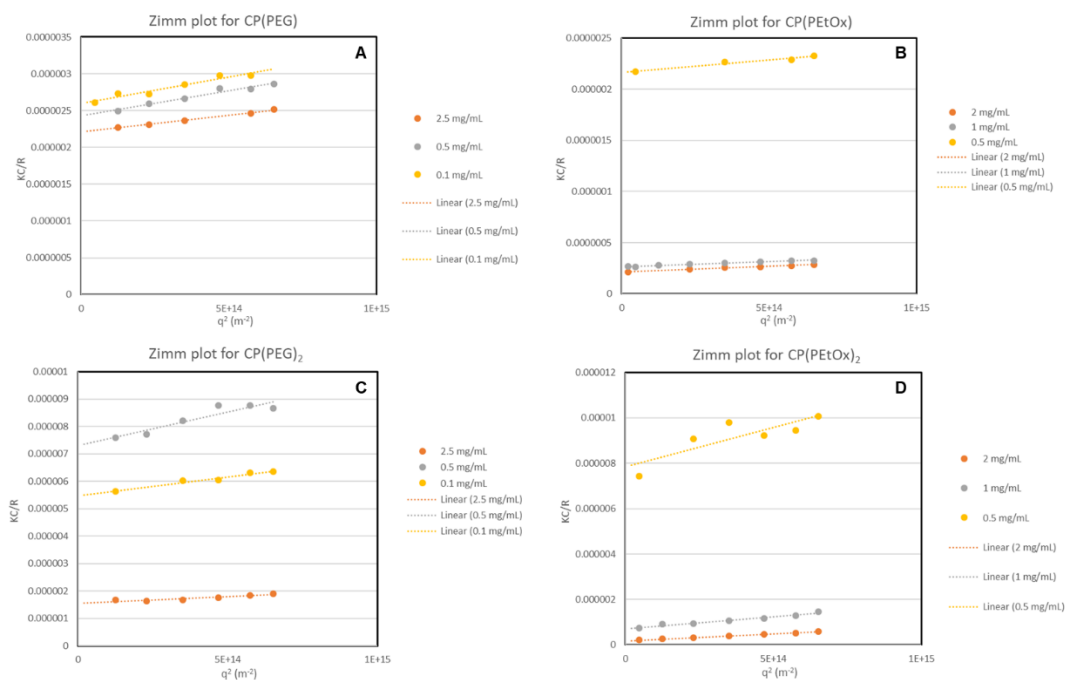 Zimm plot for CP(PEG)
A
0.0000035
0.000003
0.0000025
0.000002
0.0000015
0.000001
0.0000005
0
KC/R
0
5E+14
1E+15
q² (m⁻²)
2.5 mg/mL
0.5 mg/mL
0.1 mg/mL
Linear (2.5 mg/mL)
Linear (0.5 mg/mL)
Linear (0.1 mg/mL)
Zimm plot for CP(PEtOx)
B
0.0000025
0.000002
0.0000015
0.000001
0.0000005
0
KC/R
0
5E+14
1E+15
q² (m⁻²)
2 mg/mL
1 mg/mL
0.5 mg/mL
Linear (2 mg/mL)
Linear (1 mg/mL)
Linear (0.5 mg/mL)
Zimm plot for CP(PEG)₂
C
0.00001
0.000009
0.000008
0.000007
0.000006
0.000005
0.000004
0.000003
0.000002
0.000001
0
KC/R
0
5E+14
1E+15
q² (m⁻²)
2.5 mg/mL
0.5 mg/mL
0.1 mg/mL
Linear (2.5 mg/mL)
Linear (0.5 mg/mL)
Linear (0.1 mg/mL)
Zimm plot for CP(PEtOx)₂
D
0.000012
0.00001
0.000008
0.000006
0.000004
0.000002
0
KC/R
0
5E+14
1E+15
q² (m⁻²)
2 mg/mL
1 mg/mL
0.5 mg/mL
Linear (2 mg/mL)
Linear (1 mg/mL)
Linear (0.5 mg/mL)